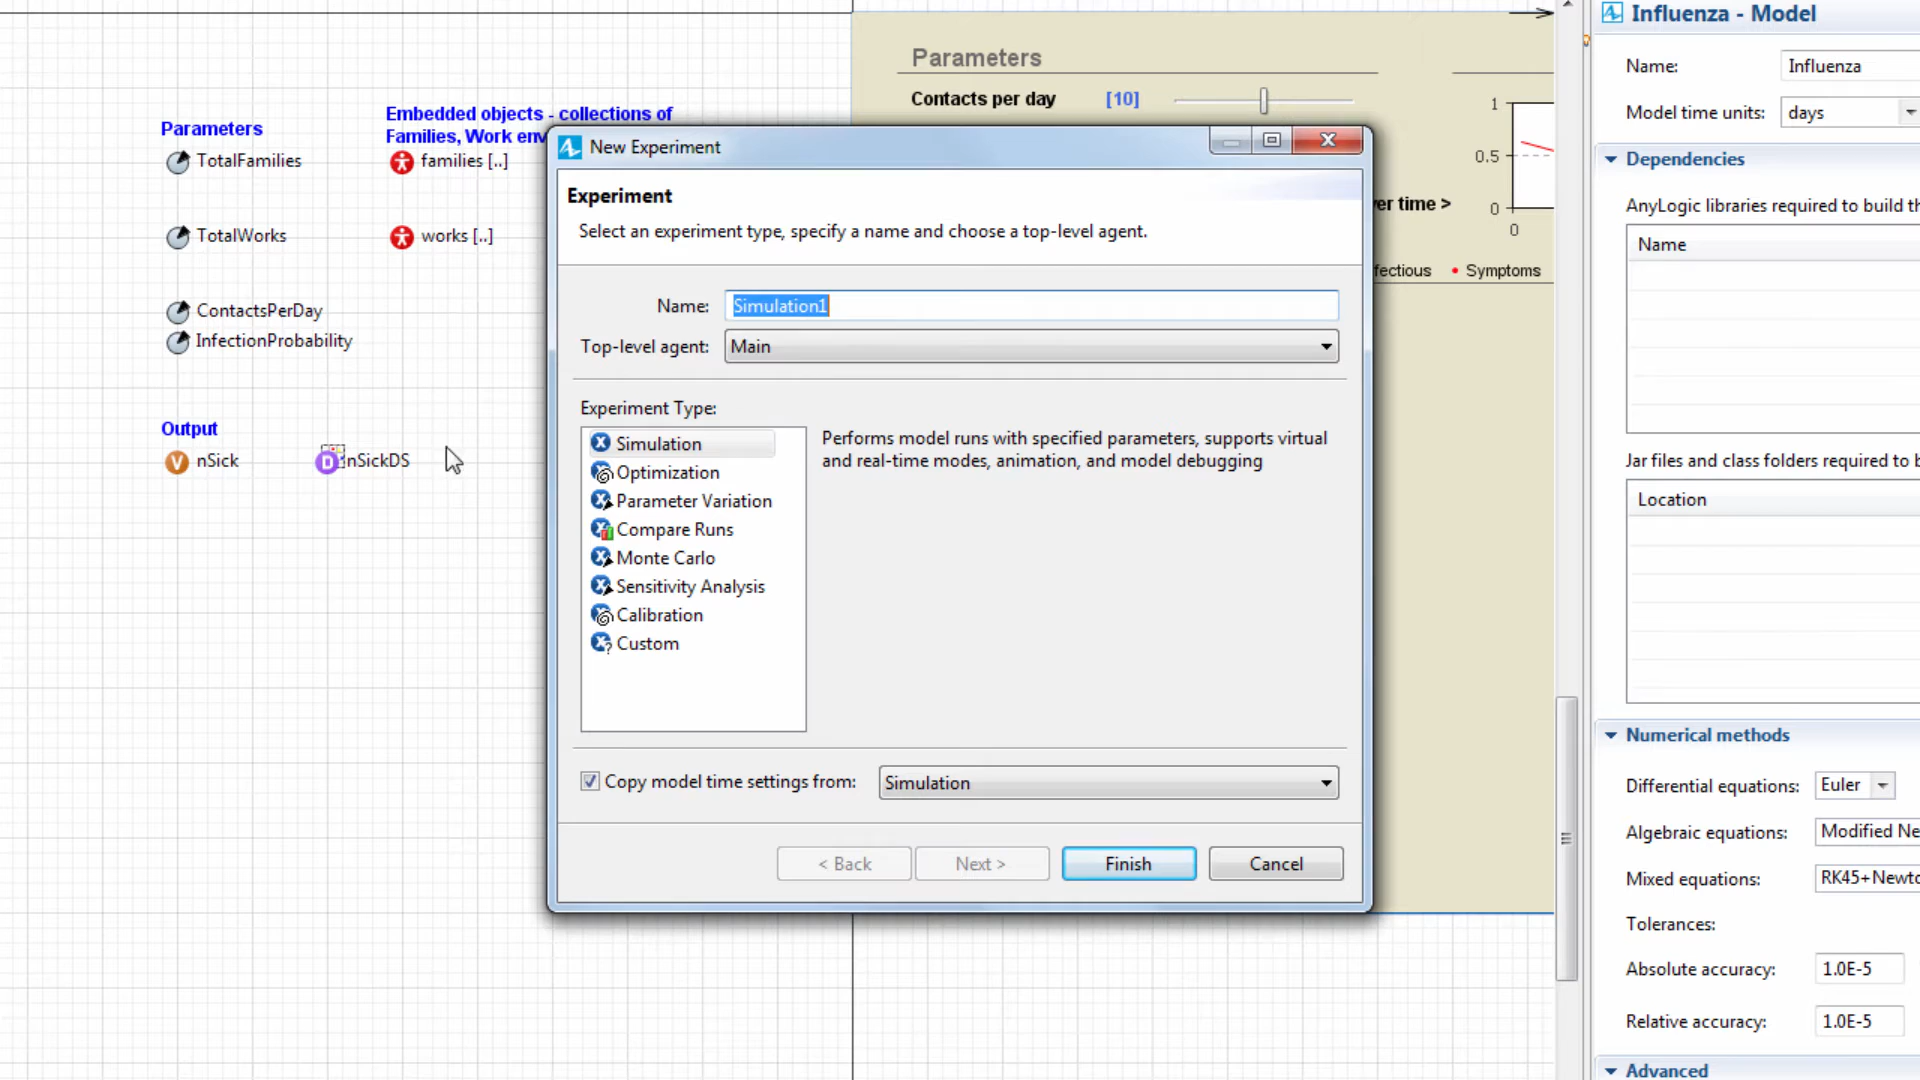 Parameters
Embedded objects - collections of
Families, Work env
TotalFamilies
families [..]
TotalWorks
works [..]
ContactsPerDay
InfectionProbability
Output
nSick
nSickDS
Parameters
Contacts per day [10]
1
0.5
0
0
er time >
fectious
Symptoms
New Experiment
Experiment
Select an experiment type, specify a name and choose a top-level agent.
Name: Simulation1
Top-level agent: Main
Experiment Type:
Simulation
Optimization
Parameter Variation
Compare Runs
Monte Carlo
Sensitivity Analysis
Calibration
Custom
Performs model runs with specified parameters, supports virtual
and real-time modes, animation, and model debugging
Copy model time settings from: Simulation
< Back
Next >
Finish
Cancel
Influenza - Model
Name: Influenza
Model time units: days
Dependencies
AnyLogic libraries required to build th
Name
Jar files and class folders required to b
Location
Numerical methods
Differential equations: Euler
Algebraic equations: Modified Ne
Mixed equations: RK45+Newto
Tolerances:
Absolute accuracy: 1.0E-5
Relative accuracy: 1.0E-5
Advanced